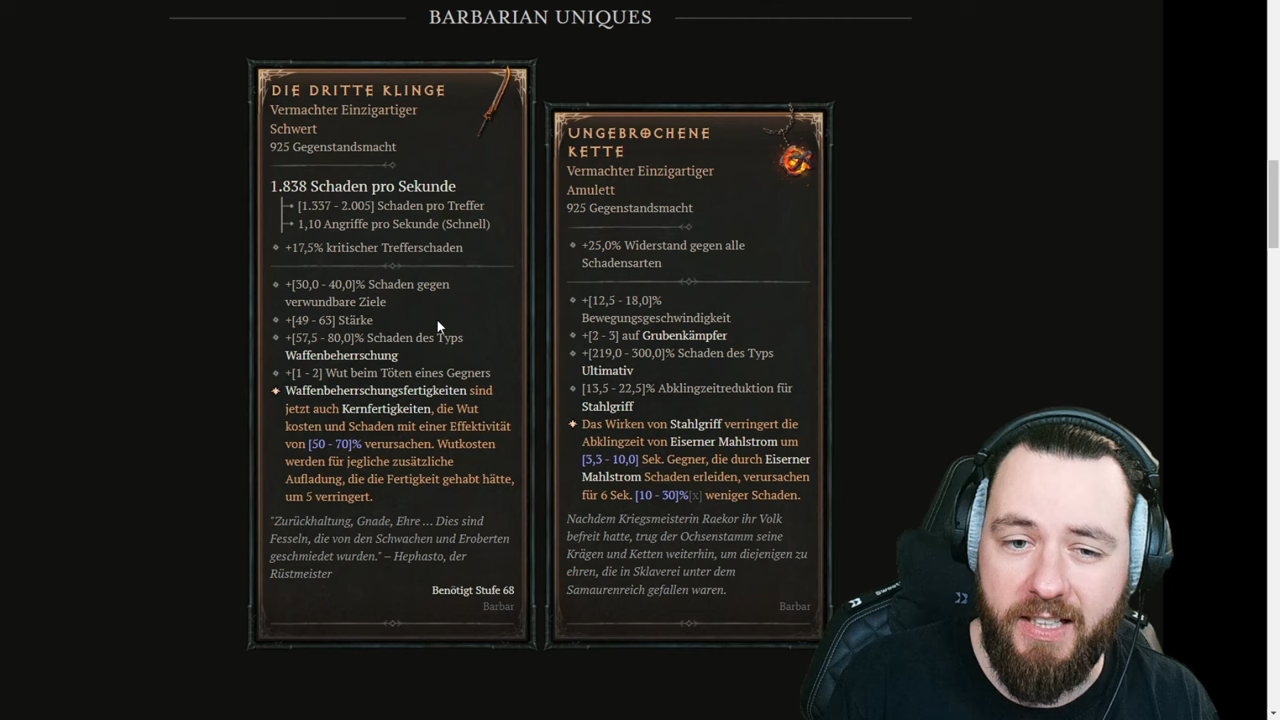 BARBARIAN UNIQUES
DIE DRITTE KLINGE
Vermachter Einzigartiger
Schwert
925 Gegenstandsmacht
1.838 Schaden pro Sekunde
[1.337 - 2.005] Schaden pro Treffer
1,10 Angriffe pro Sekunde (Schnell)
+17,5% kritischer Trefferschaden
+[30,0 - 40,0]% Schaden gegen
verwundbare Ziele
+[49 - 63] Stärke
+[57,5 - 80,0]% Schaden des Typs
Waffenbeherrschung
+[1 - 2] Wut beim Töten eines Gegners
Waffenbeherrschungsfertigkeiten sind
jetzt auch Kernfertigkeiten, die Wut
kosten und Schaden mit einer Effektivität
von [50 - 70]% verursachen. Wutkosten
werden für jegliche zusätzliche
Aufladung, die die Fertigkeit gehabt hätte,
um 5 verringert.
"Zurückhaltung, Gnade, Ehre ... Dies sind
Fesseln, die von den Schwachen und Eroberten
geschmiedet wurden." – Hephasto, der
Rüstmeister
Benötigt Stufe 68
Barbar
UNGEBROCHENE
KETTE
Vermachter Einzigartiger
Amulett
925 Gegenstandsmacht
+25,0% Widerstand gegen alle
Schadensarten
+[12,5 - 18,0]%
Bewegungsgeschwindigkeit
+[2 - 3] auf Grubenkämpfer
+[219,0 - 300,0]% Schaden des Typs
Ultimativ
[13,5 - 22,5]% Abklingzeitreduktion für
Stahlgriff
Das Wirken von Stahlgriff verringert die
Abklingzeit von Eiserner Mahlstrom um
[3,3 - 10,0] Sek. Gegner, die durch Eiserner
Mahlstrom Schaden erleiden, verursachen
für 6 Sek. [10 - 30]%[x] weniger Schaden.
Nachdem Kriegsmeisterin Raekor ihr Volk
befreit hatte, trug der Ochsenstamm seine
Krägen und Ketten weiterhin, um diejenigen zu
ehren, die in Sklaverei unter dem
Samaurenreich gefallen waren.
Barbar